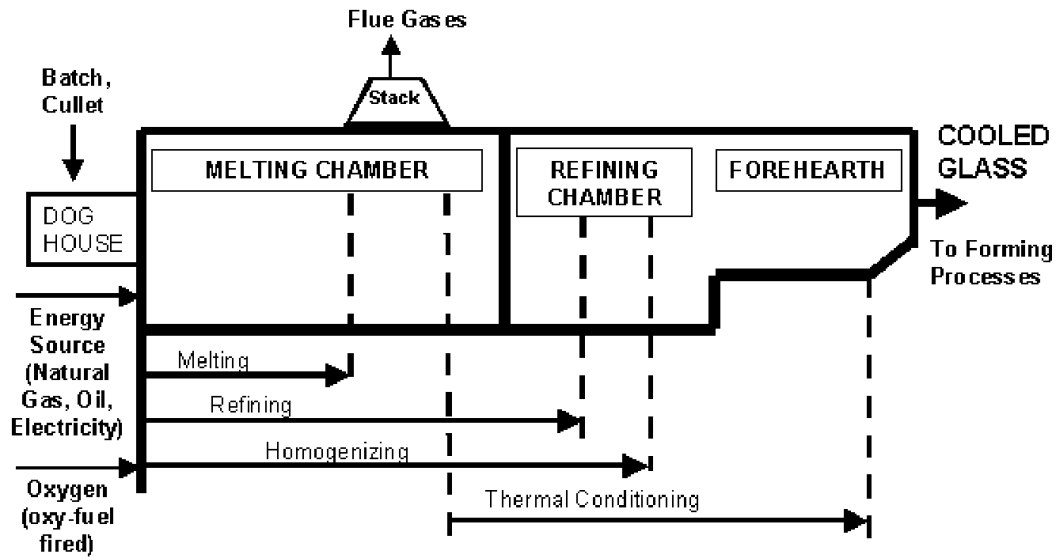 Flue Gases
Batch,
Cullet
Stack
MELTING CHAMBER
REFINING
CHAMBER
FOREHEARTH
COOLED
GLASS
DOG
HOUSE
To Forming
Processes
Energy
Source
(Natural
Gas, Oil,
Electricity)
Melting
Refining
Homogenizing
Thermal Conditioning
Oxygen
(oxy-fuel
fired)